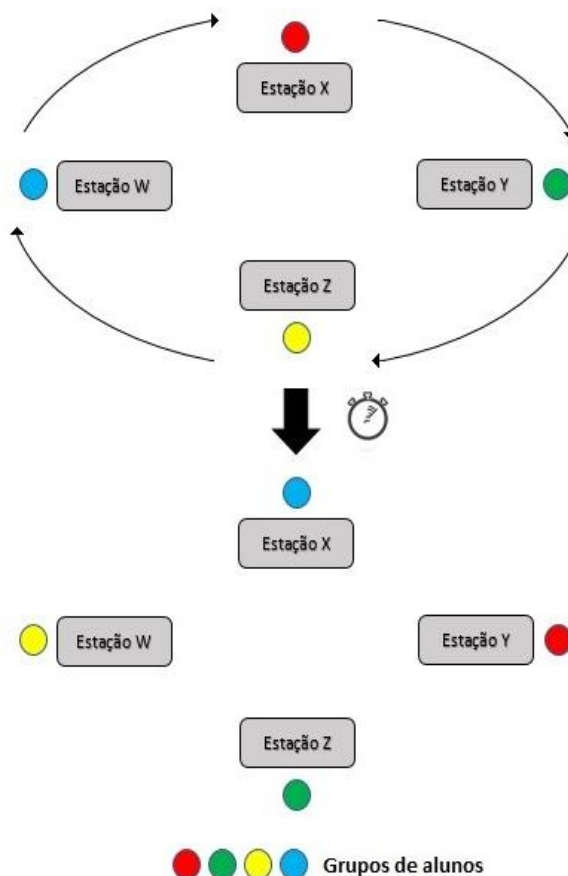 Estação X
Estação W
Estação Y
Estação Z
Estação X
Estação W
Estação Y
Estação Z
Grupos de alunos